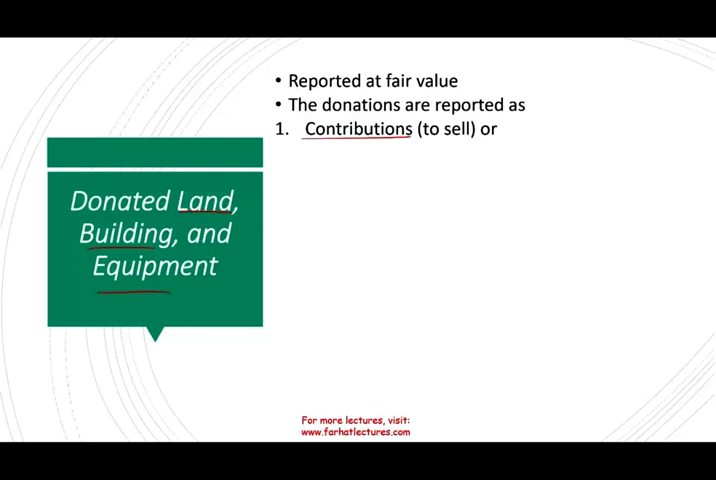 Donated Land,
Building, and
Equipment
• Reported at fair value
• The donations are reported as
1. Contributions (to sell) or
For more lectures, visit:
www.farhatlectures.com